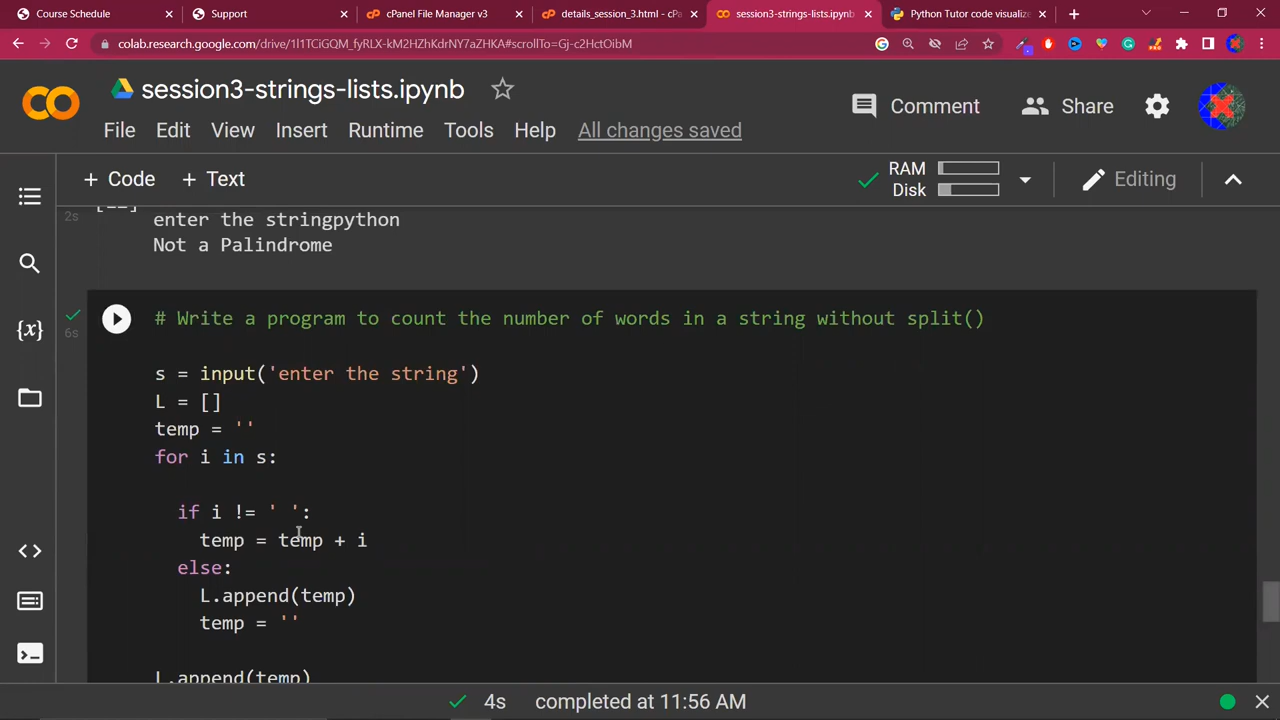 Course Schedule
Support
cPanel File Manager v3
details_session_3.html - cPa
session3-strings-lists.ipynb
Python Tutor code visualize
colab.research.google.com/drive/1l1TCiGQM_fyRLX-kM2HZhKdrNY7aZHKA#scrollTo=Gj-c2HctOibM
session3-strings-lists.ipynb
Comment
Share
File Edit View Insert Runtime Tools Help All changes saved
+ Code + Text
RAM
Disk
Editing
2s
enter the stringpython
Not a Palindrome
6s
# Write a program to count the number of words in a string without split()
s = input('enter the string')
L = []
temp = ''
for i in s:
if i != ' ':
temp = temp + i
else:
L.append(temp)
temp = ''
L.append(temp)
4s completed at 11:56 AM